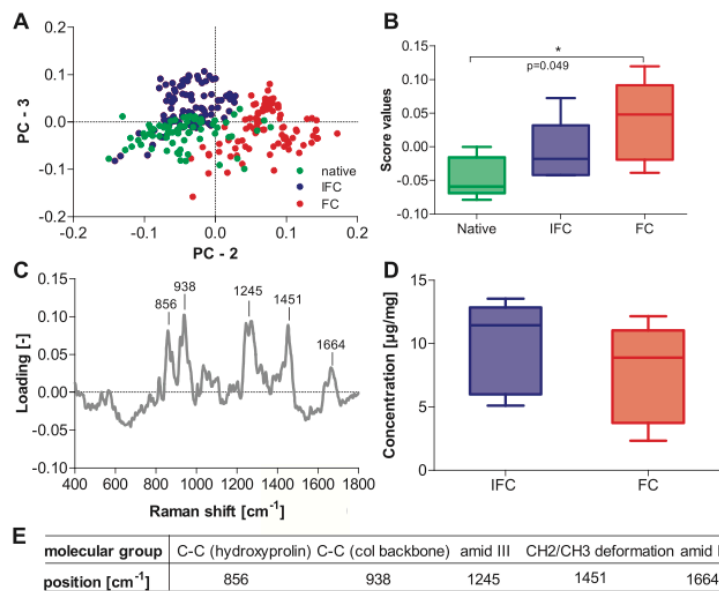 A
PC - 3
0.2
0.1
0.0
-0.1
-0.2
-0.2 -0.1 0.0 0.1 0.2
PC - 2
native
IFC
FC
B
*
p=0.049
Score values
0.15
0.10
0.05
0.00
-0.05
-0.10
Native IFC FC
C
Loading [-]
0.15
0.10
0.05
0.00
-0.05
0.10
856
938
1245
1451
1664
400 600 800 1000 1200 1400 1600 1800
Raman shift [cm-1]
D
Concentration [µg/mg]
15
10
5
0
IFC FC
E
molecular group C-C (hydroxyprolin) C-C (col backbone) amid III CH2/CH3 deformation amid I
position [cm-1] 856 938 1245 1451 1664